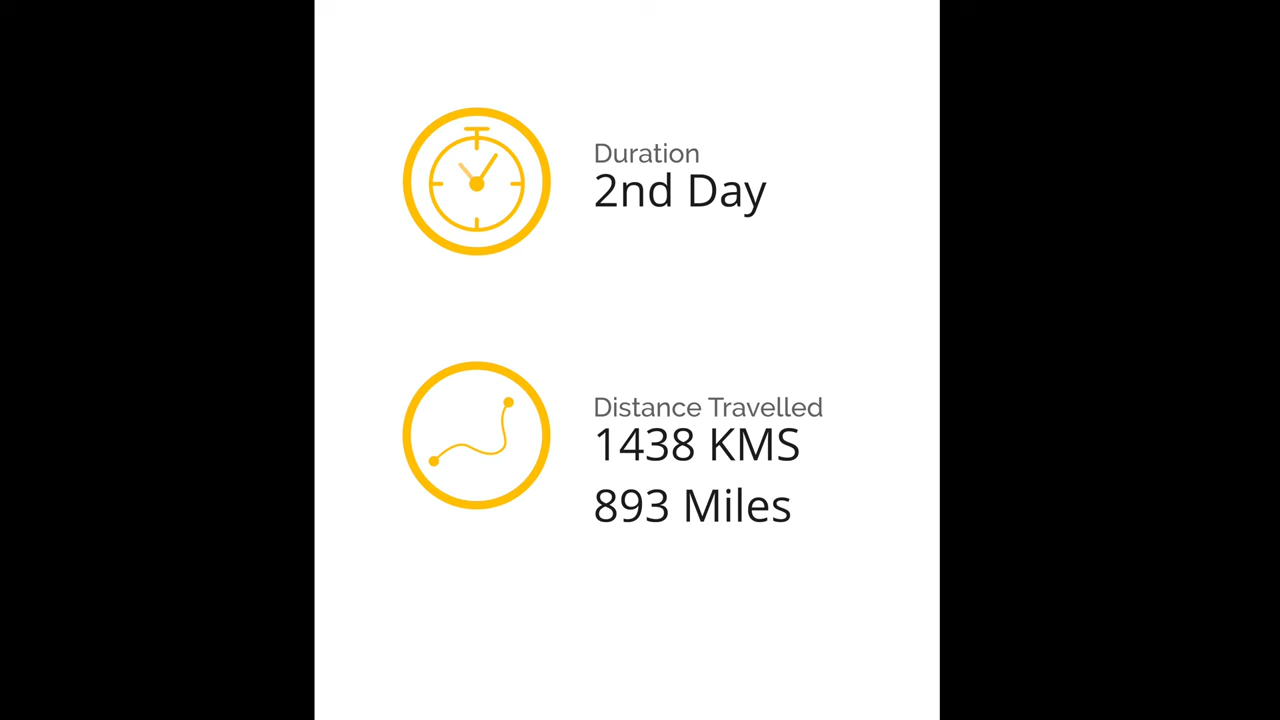 Duration
2nd Day
Distance Travelled
1438 KMS
893 Miles